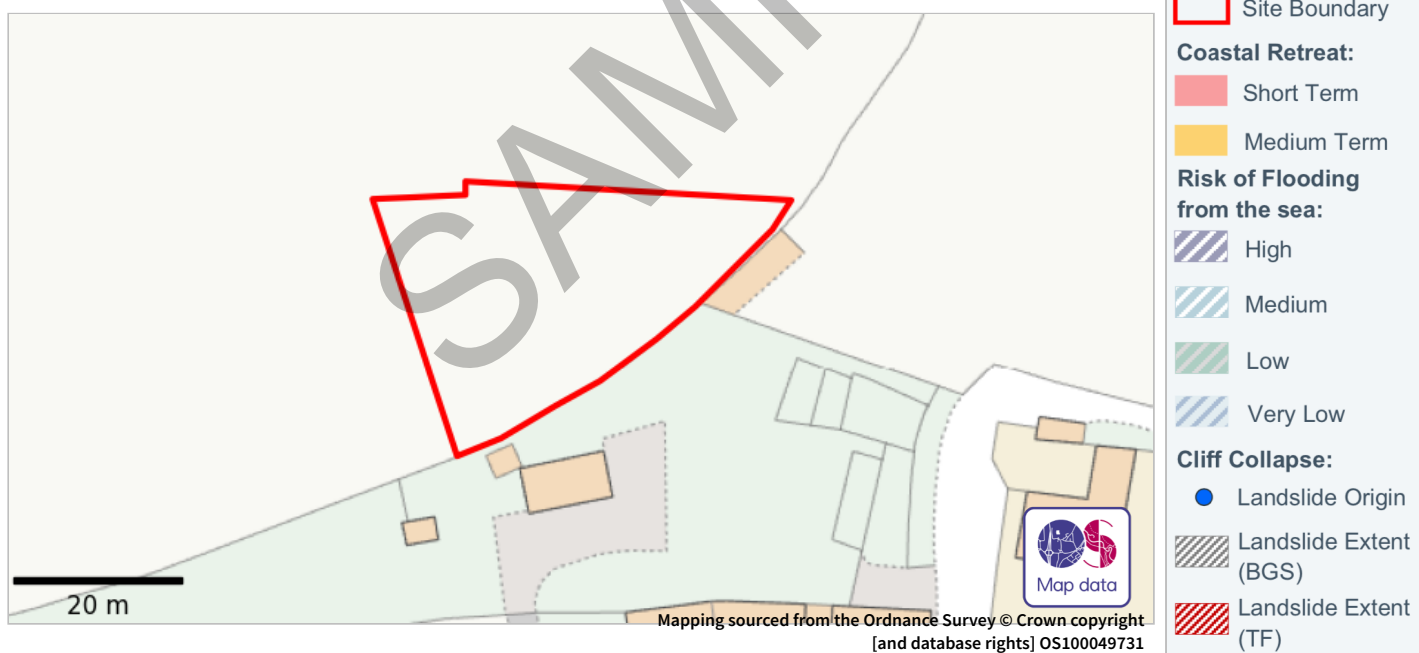 SAM
Site Boundary
Coastal Retreat:
Short Term
Medium Term
Risk of Flooding
from the sea:
High
Medium
Low
Very Low
Cliff Collapse:
Landslide Origin
Landslide Extent
(BGS)
Landslide Extent
(TF)
20 m
Map data
Mapping sourced from the Ordnance Survey © Crown copyright
[and database rights] OS100049731